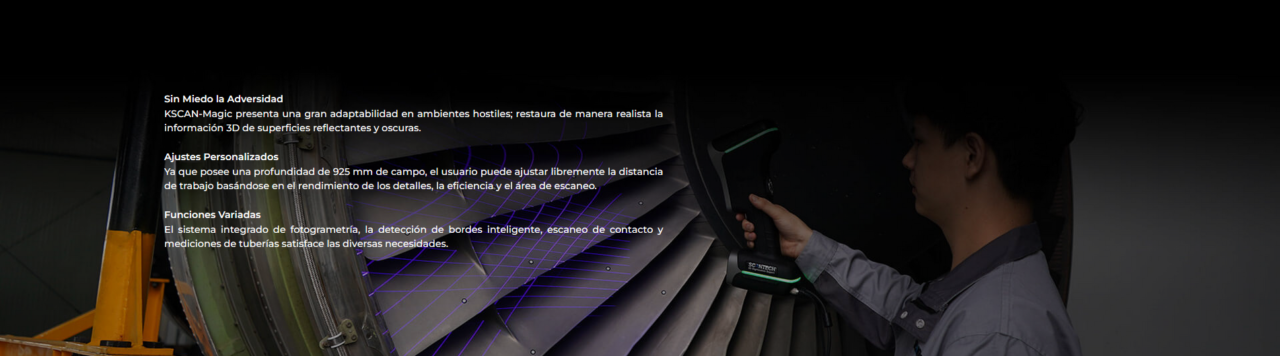 Sin Miedo la Adversidad
KSCAN-Magic presenta una gran adaptabilidad en ambientes hostiles; restaura de manera realista la
información 3D de superficies reflectantes y oscuras.
Ajustes Personalizados
Ya que posee una profundidad de 925 mm de campo, el usuario puede ajustar libremente la distancia
de trabajo basándose en el rendimiento de los detalles, la eficiencia y el área de escaneo.
Funciones Variadas
El sistema integrado de fotogrametría, la detección de bordes inteligente, escaneo de contacto y
mediciones de tuberías satisface las diversas necesidades.